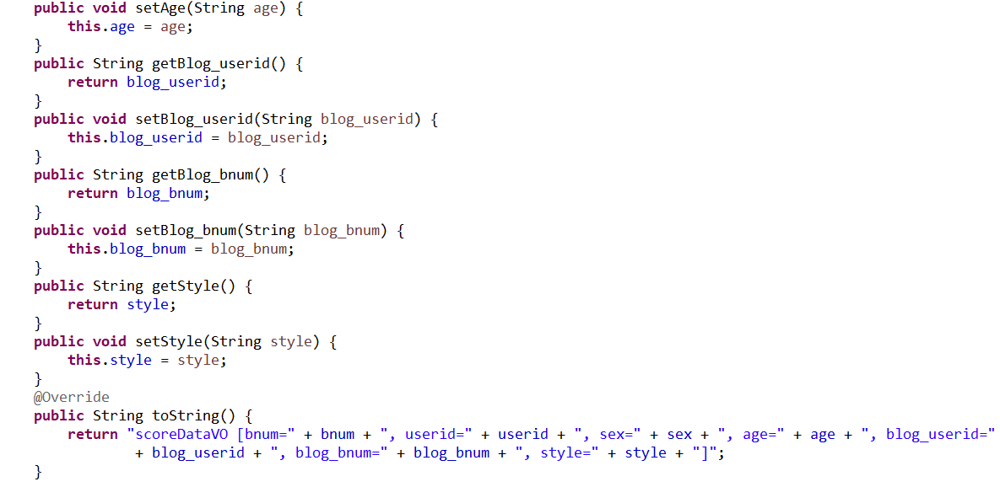 public void setAge(String age) {
this.age = age;
}
public String getBlog_userid() {
return blog_userid;
}
public void setBlog_userid(String blog_userid) {
this.blog_userid = blog_userid;
}
public String getBlog_bnum() {
return blog_bnum;
}
public void setBlog_bnum(String blog_bnum) {
this.blog_bnum = blog_bnum;
}
public String getStyle() {
return style;
}
public void setStyle(String style) {
this.style = style;
}
@Override
public String toString() {
return "scoreDataVO [bnum=" + bnum + ", userid=" + userid + ", sex=" + sex + ", age=" + age + ", blog_userid="
+ blog_userid + ", blog_bnum=" + blog_bnum + ", style=" + style + "]";
}